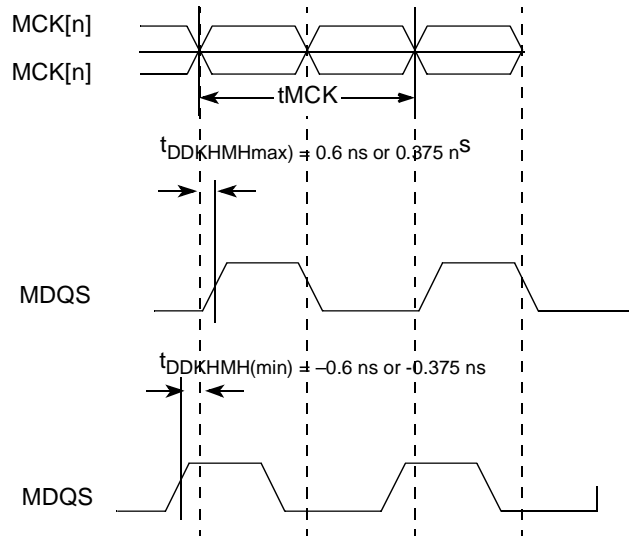 MCK[n]
MCK[n]
tMCK
tDDKHMHmax) = 0.6 ns or 0.375 ns
MDQS
tDDKHMH(min) = –0.6 ns or -0.375 ns
MDQS